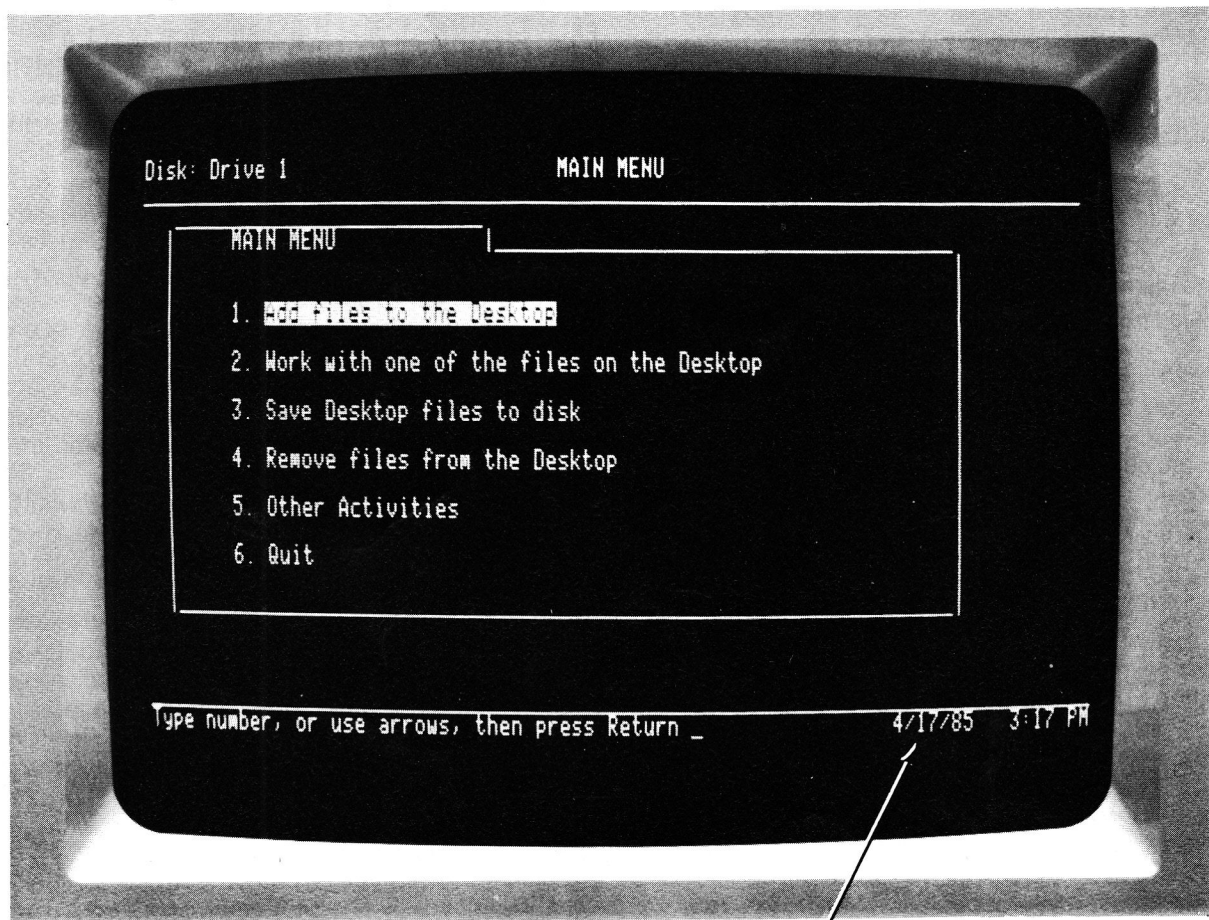 Disk: Drive 1 MAIN MENU
MAIN MENU
1. Add files to the Desktop
2. Work with one of the files on the Desktop
3. Save Desktop files to disk
4. Remove files from the Desktop
5. Other Activities
6. Quit
Type number, or use arrows, then press Return _ 4/17/85 3:17 PM